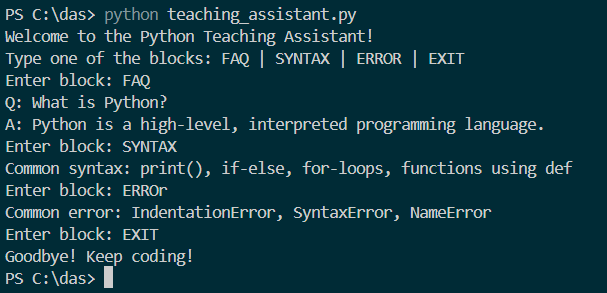 PS C:\das> python teaching_assistant.py
Welcome to the Python Teaching Assistant!
Type one of the blocks: FAQ | SYNTAX | ERROR | EXIT
Enter block: FAQ
Q: What is Python?
A: Python is a high-level, interpreted programming language.
Enter block: SYNTAX
Common syntax: print(), if-else, for-loops, functions using def
Enter block: ERROr
Common error: IndentationError, SyntaxError, NameError
Enter block: EXIT
Goodbye! Keep coding!
PS C:\das>